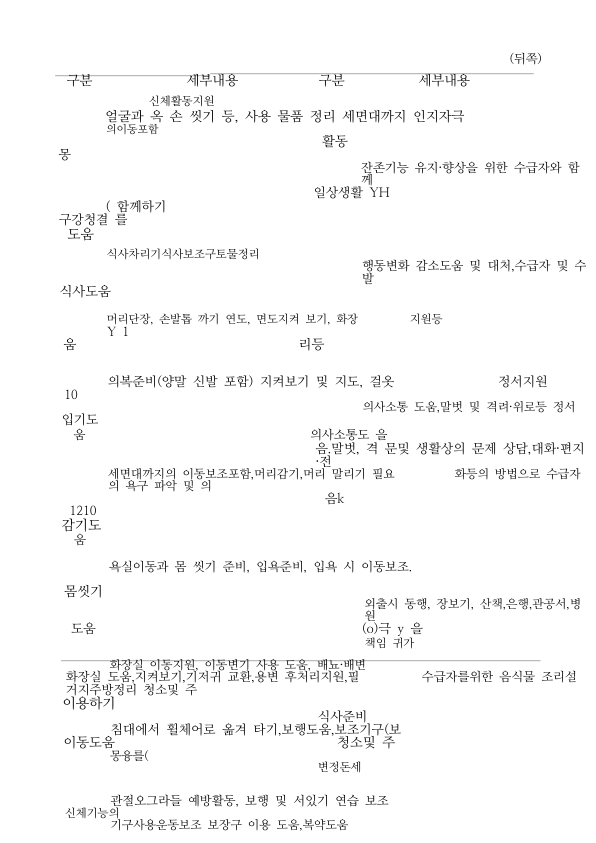 (뒤쪽)
구분 세부내용 구분 세부내용
신체활동지원
얼굴과 옥 손 씻기 등, 사용 물품 정리 세면대까지 인지자극
의이동포함
활동
몽
잔존기능 유지·향상을 위한 수급자와 함
께
일상생활 YH
( 함께하기
구강청결 를
도움
식사차리기식사보조구토물정리
행동변화 감소도움 및 대처,수급자 및 수
발
식사도움
머리단장, 손발톱 까기 연도, 면도지켜 보기, 화장 지원등
Y 1
움 리등
의복준비(양말 신발 포함) 지켜보기 및 지도, 걸옷 정서지원
10
의사소통 도움,말벗 및 격려·위로등 정서
입기도
움 의사소통도 을
음.말벗, 격 문및 생활상의 문제 상담,대화·편지
·전
세면대까지의 이동보조포함,머리감기,머리 말리기 필요 화등의 방법으로 수급자
의 욕구 파악 및 의
음k
1210
감기도
움
욕실이동과 몸 씻기 준비, 입욕준비, 입욕 시 이동보조.
몸씻기
외출시 동행, 장보기, 산책,은행,관공서,병
원
도움 (o)극 y 을
책임 귀가
화장실 이동지원, 이동변기 사용 도움, 배뇨·배변
화장실 도움,지켜보기,기저귀 교환,용변 후처리지원,필 수급자를위한 음식물 조리설
거지주방정리 청소및 주
이용하기
식사준비
침대에서 휠체어로 옮겨 타기,보행도움,보조기구(보
이동도움 청소및 주
몽융를(
변정돈세
관절오그라들 예방활동, 보행 및 서있기 연습 보조
신체기능의
기구사용운동보조 보장구 이용 도움,복약도움